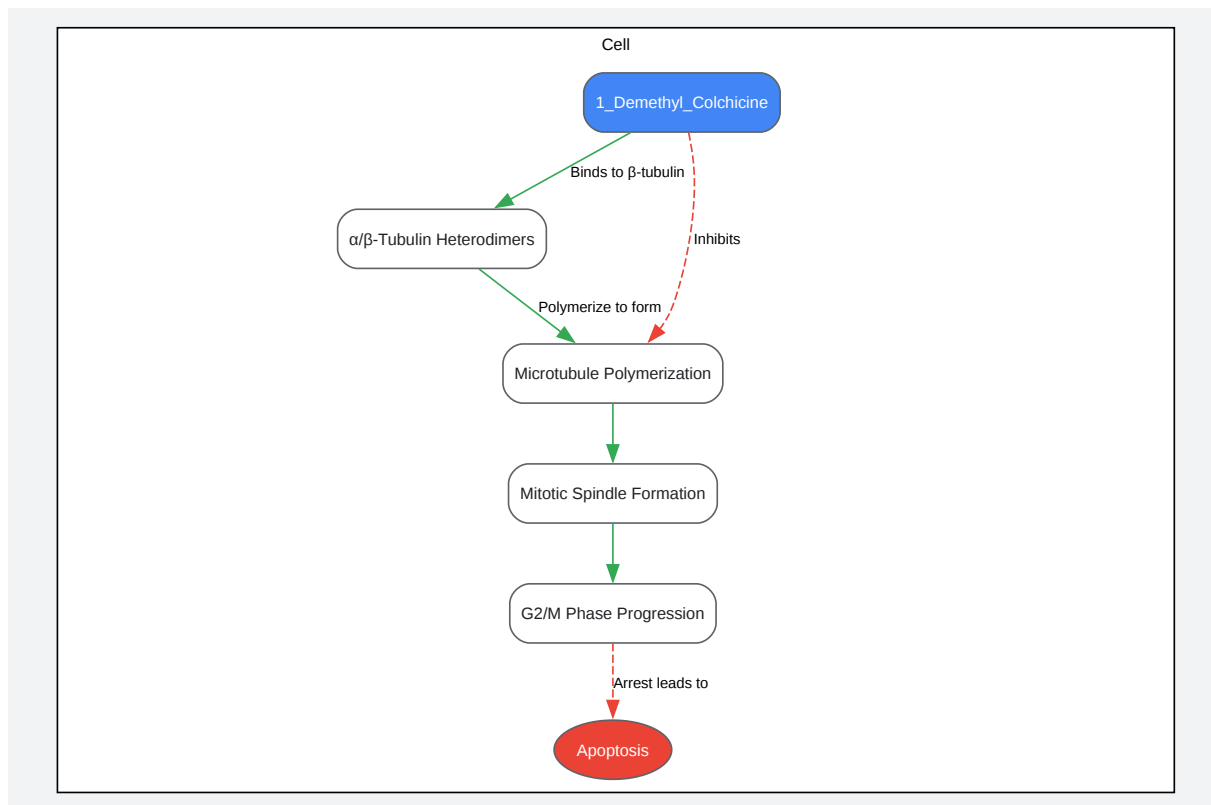 Cell
1_Demethyl_Colchicine
Binds to β-tubulin
α/β-Tubulin Heterodimers
Inhibits
Polymerize to form
Microtubule Polymerization
Mitotic Spindle Formation
G2/M Phase Progression
Arrest leads to
Apoptosis